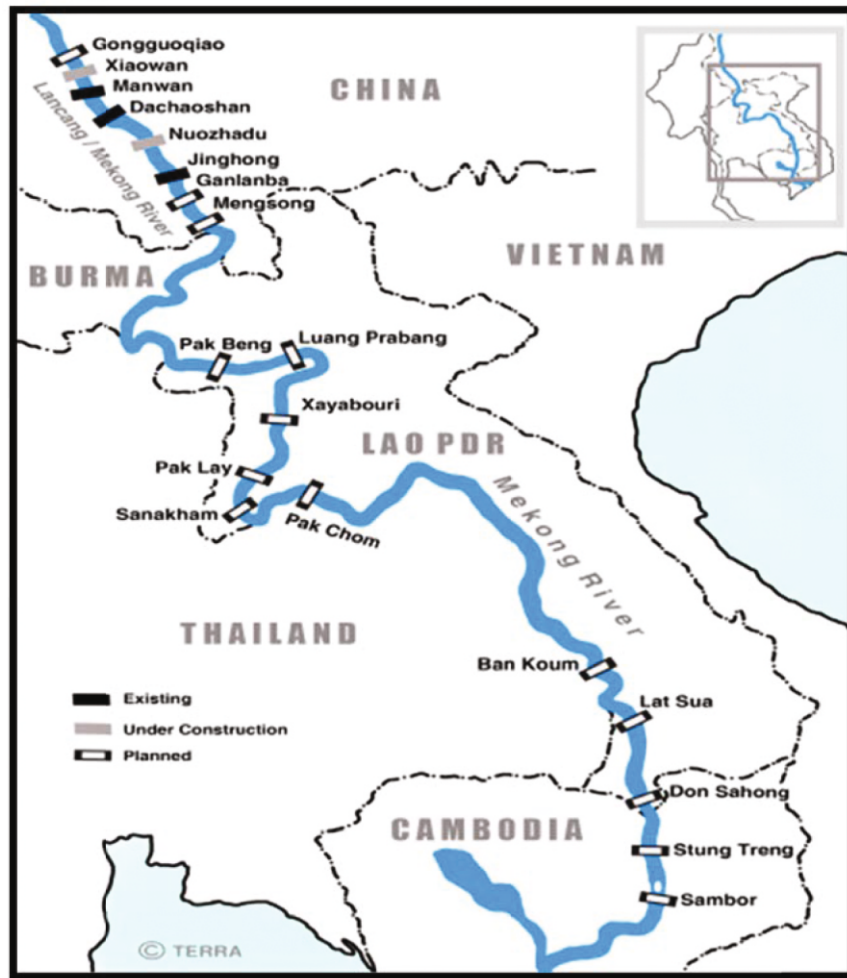 Gongguoqiao
Xiaowan
Manwan
Dachaoshan
Nuozhadu
Jinghong
Ganlanba
Mengsong
Lancang / Mekong River
CHINA
BURMA
VIETNAM
Pak Beng
Luang Prabang
Xayabouri
LAO PDR
Pak Lay
Sanakham
Pak Chom
Mekong River
THAILAND
Ban Koum
Lat Sua
Existing
Under Construction
Planned
Don Sahong
CAMBODIA
Stung Treng
Sambor
© TERRA